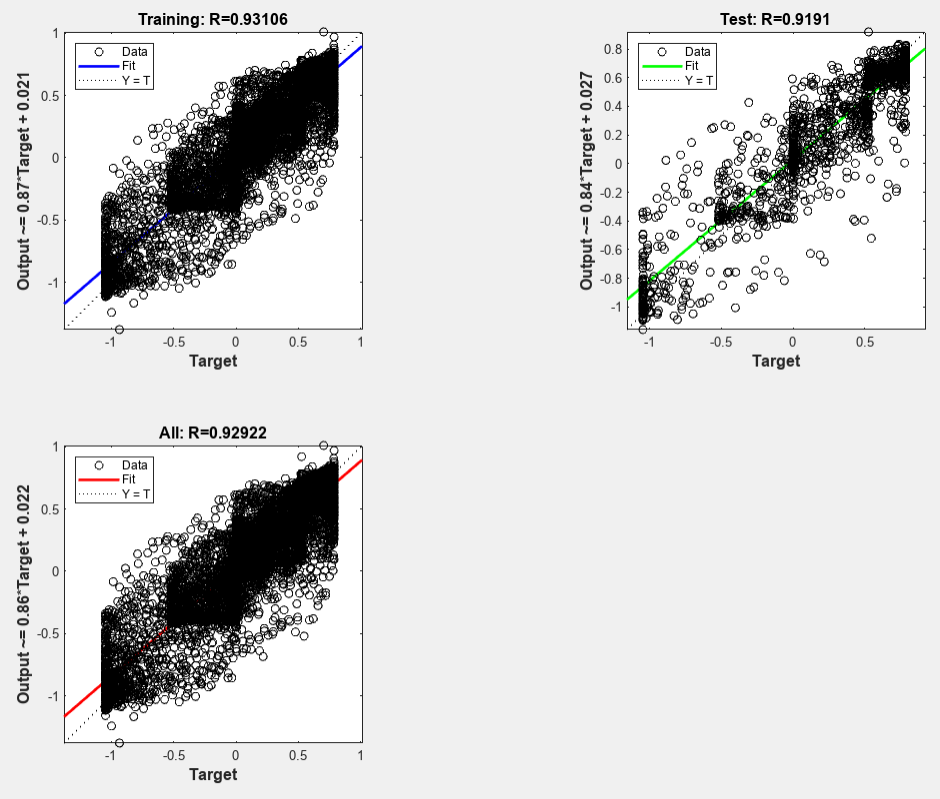 Training: R=0.93106
Data
Fit
Y = T
1
0.5
0
-0.5
-1
Output ~= 0.87*Target + 0.021
-1
-0.5
0
0.5
1
Target
Test: R=0.9191
Data
Fit
Y = T
0.8
0.6
0.4
0.2
0
-0.2
-0.4
-0.6
-0.8
-1
Output ~= 0.84*Target + 0.027
-1
-0.5
0
0.5
Target
All: R=0.92922
Data
Fit
Y = T
1
0.5
0
-0.5
-1
Output ~= 0.86*Target + 0.022
-1
-0.5
0
0.5
1
Target